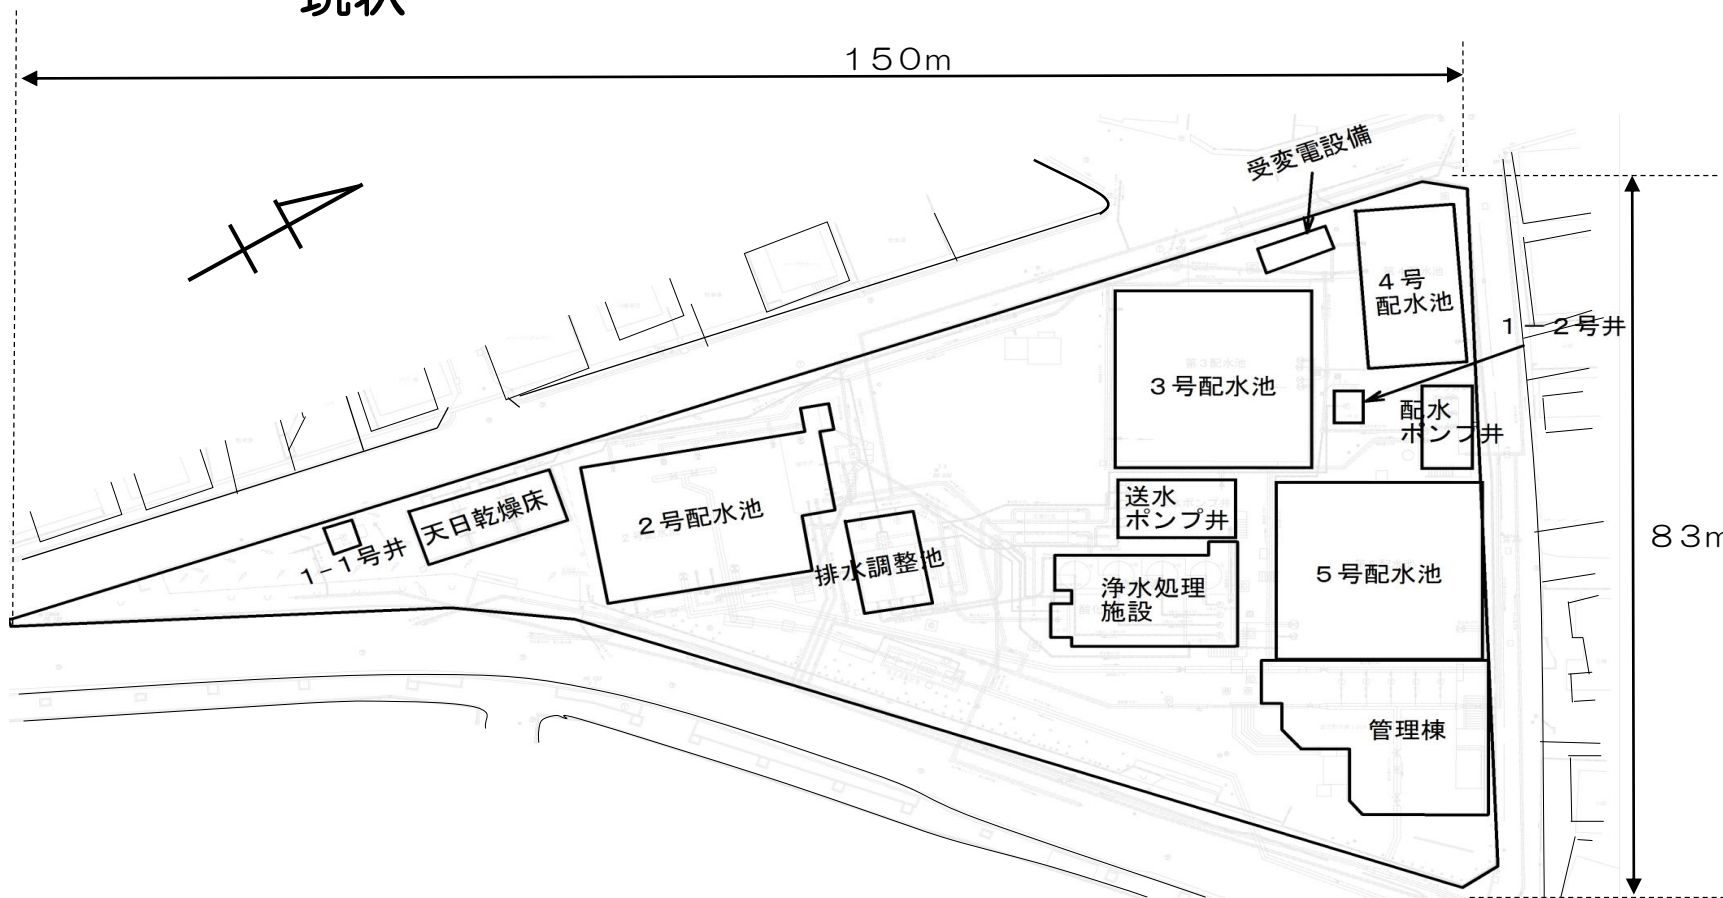 現状
150m
受変電設備
4号
配水池
1－2号井
3号配水池
配水
ポンプ井
天日乾燥床
2号配水池
送水
ポンプ井
1-1号井
排水調整池
浄水処理
施設
5号配水池
83m
管理棟